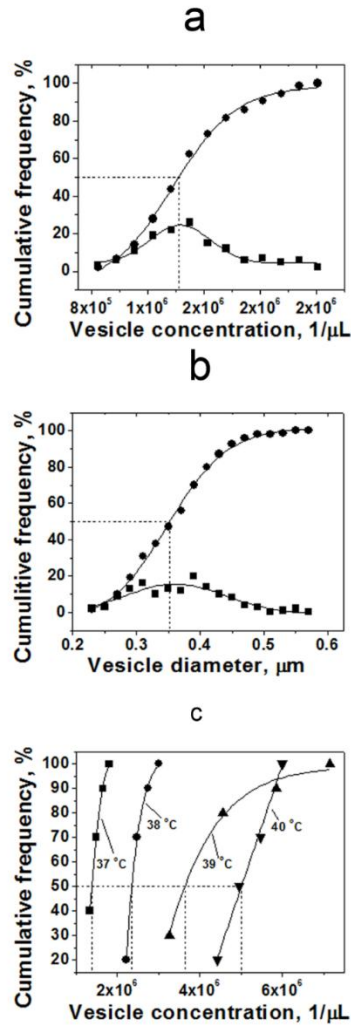 a
Cumulative frequency, %
100
80
60
40
20
0
8x10⁵ 1x10⁶ 2x10⁶ 2x10⁶ 2x10⁶
Vesicle concentration, 1/µL
b
Cumulitive frequency, %
100
80
60
40
20
0
0.2 0.3 0.4 0.5 0.6
Vesicle diameter, µm
c
Cumulative frequency, %
100
90
80
70
60
50
40
30
20
37 °C
38 °C
39 °C
40 °C
2x10⁶ 4x10⁶ 6x10⁶
Vesicle concentration, 1/µL